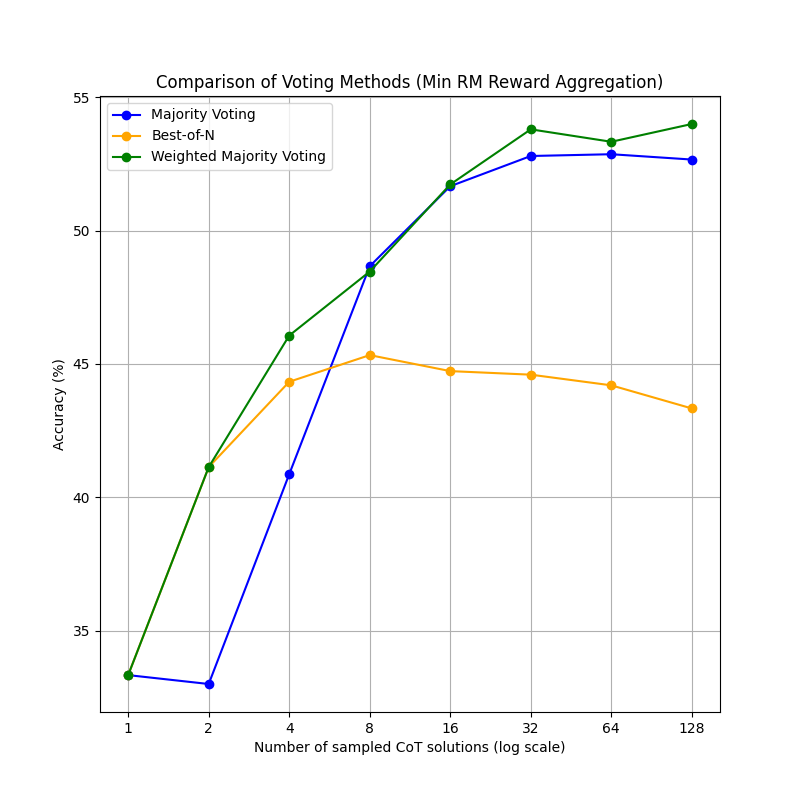 Comparison of Voting Methods (Min RM Reward Aggregation)
Majority Voting
Best-of-N
Weighted Majority Voting
55
50
45
40
35
Accuracy (%)
1 2 4 8 16 32 64 128
Number of sampled CoT solutions (log scale)